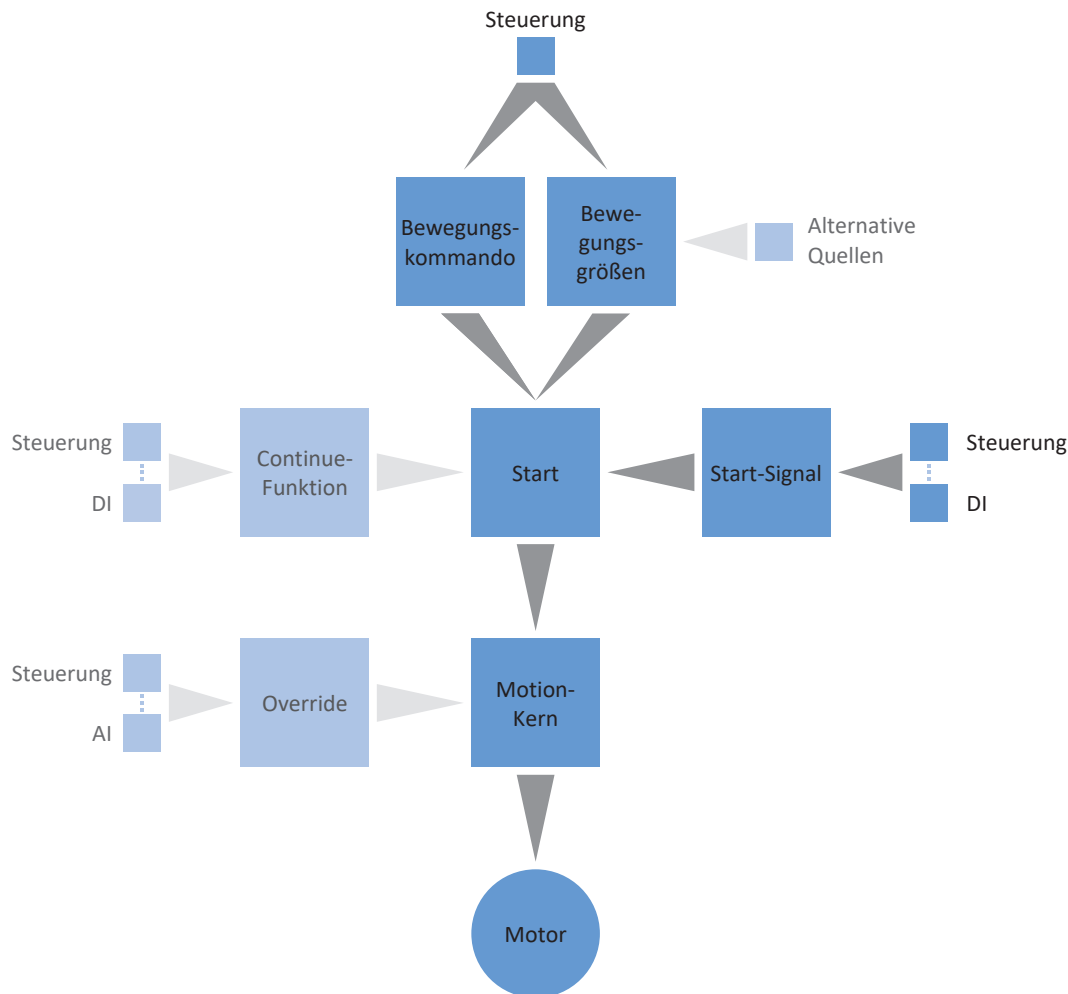 Steuerung
Bewegungs-
kommando
Bewe-
gungs-
größen
Alternative
Quellen
Steuerung
DI
Continue-
Funktion
Start
Start-Signal
Steuerung
DI
Steuerung
AI
Override
Motion-
Kern
Motor